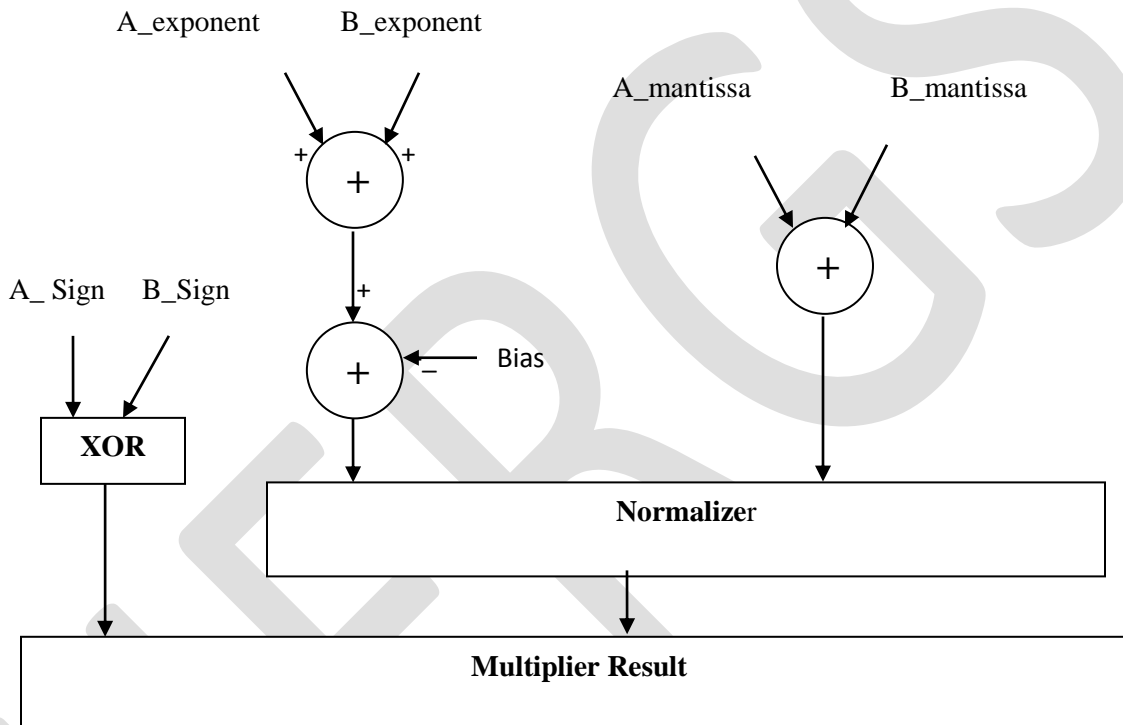 A_exponent B_exponent
A_mantissa B_mantissa
+ +
+
+
A_ Sign B_Sign
+
+
Bias
–
XOR
Normalizer
Multiplier Result